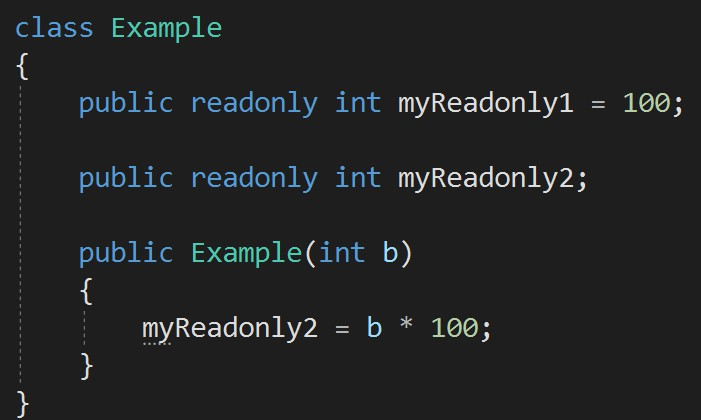 class Example
{
    public readonly int myReadonly1 = 100;
    public readonly int myReadonly2;
    public Example(int b)
    {
        myReadonly2 = b * 100;
    }
}